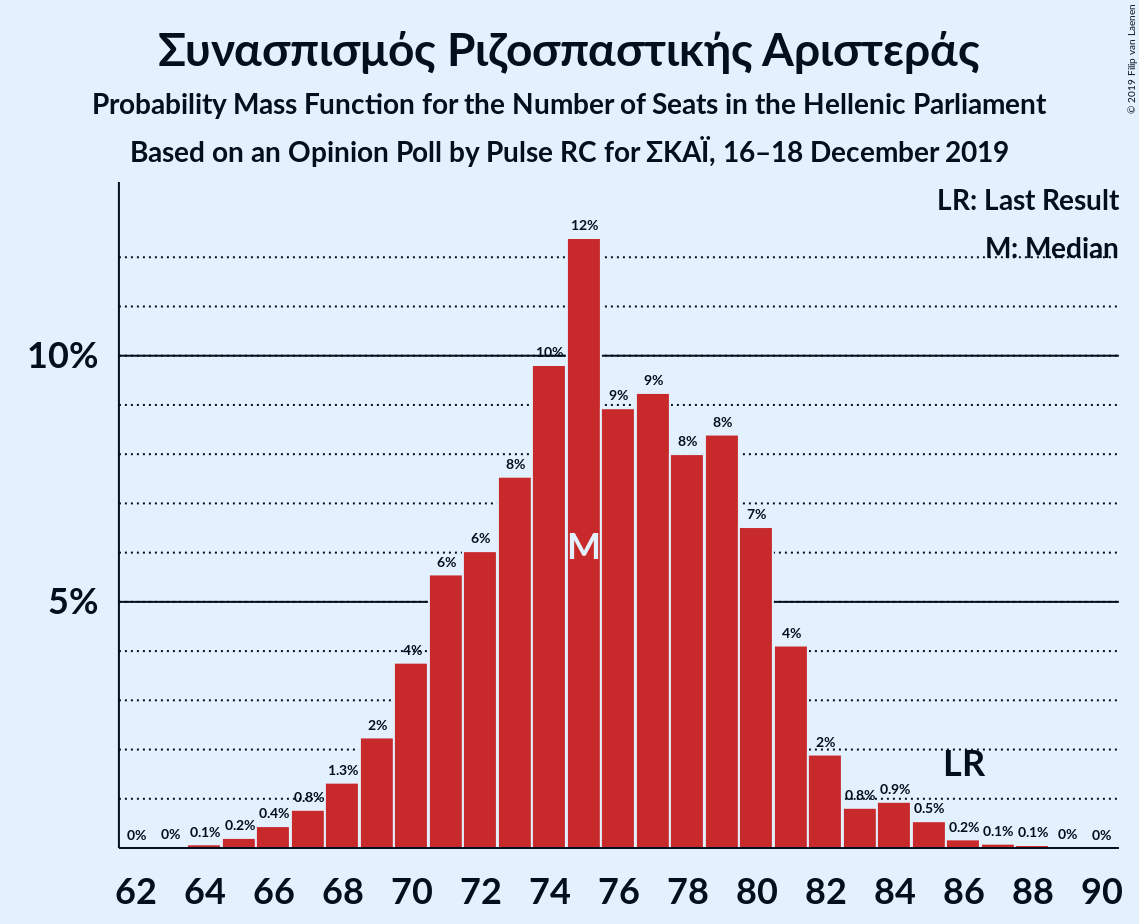 Συνασπισμός Ριζοσπαστικής Αριστεράς
Probability Mass Function for the Number of Seats in the Hellenic Parliament
Based on an Opinion Poll by Pulse RC for ΣΚΑΪ, 16–18 December 2019
© 2019 Filip van Laenen
LR: Last Result
M: Median
10%
5%
0% 0% 0.1% 0.2% 0.4% 0.8% 1.3% 2% 4% 6% 6% 8% 10% 12% 9% 9% 8% 8% 7% 4% 2% 0.8% 0.9% 0.5% 0.2% 0.1% 0.1% 0% 0%
M
LR
62 64 66 68 70 72 74 76 78 80 82 84 86 88 90